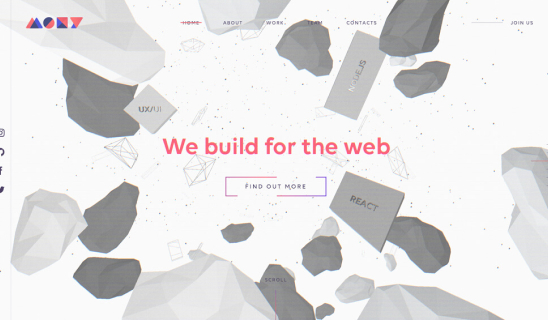 MONY
HOME ABOUT WORK TEAM CONTACTS JOIN US
NODEJS
UX/UI
We build for the web
FIND OUT MORE
REACT
SCROLL